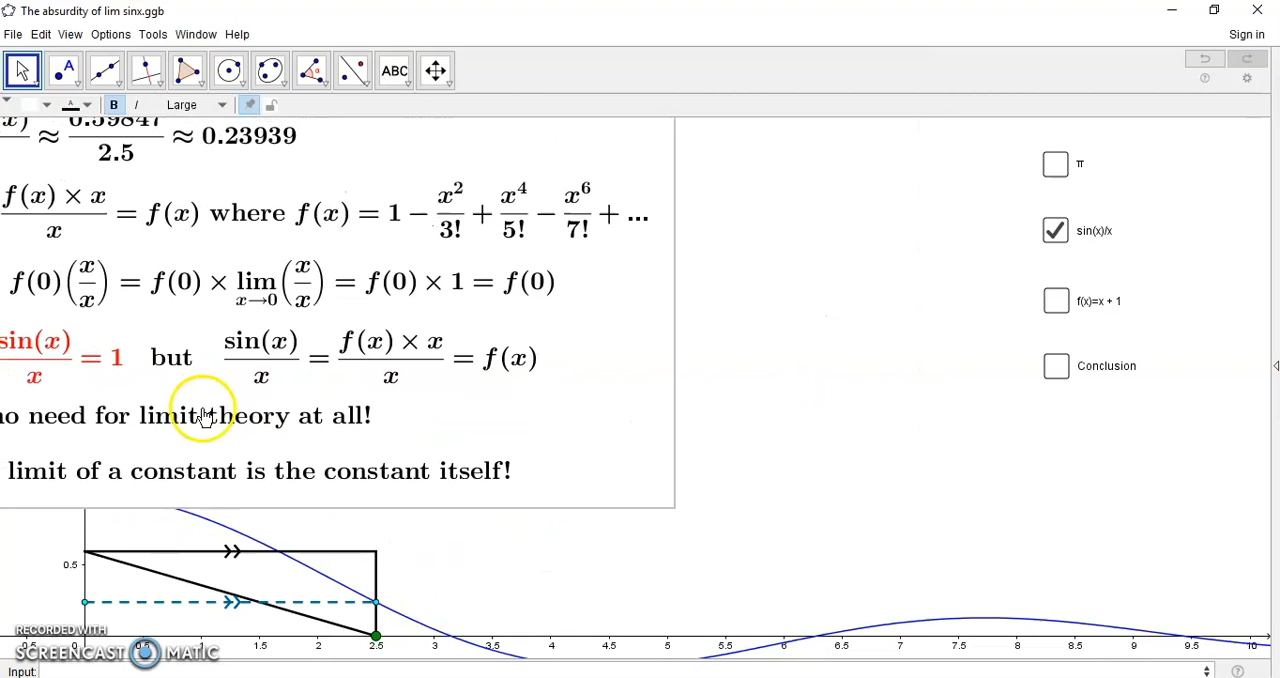 The absurdity of lim sinx.ggb
File Edit View Options Tools Window Help
Sign in
A
ABC
A B I Large
x) ≈ 0.59847 / 2.5 ≈ 0.23939
π
f(x) × x / x = f(x) where f(x) = 1 − x²/3! + x⁴/5! − x⁶/7! + ...
sin(x)/x
f(0)(x/x) = f(0) × lim x→0 (x/x) = f(0) × 1 = f(0)
f(x)=x + 1
sin(x)/x = 1 but sin(x)/x = f(x) × x / x = f(x)
Conclusion
no need for limit theory at all!
limit of a constant is the constant itself!
0.5
0 0.5 1.5 2 2.5 3 3.5 4 4.5 5 5.5 6 6.5 7 7.5 8 8.5 9 9.5 10
RECORDED WITH
SCREENCAST MATIC
Input: